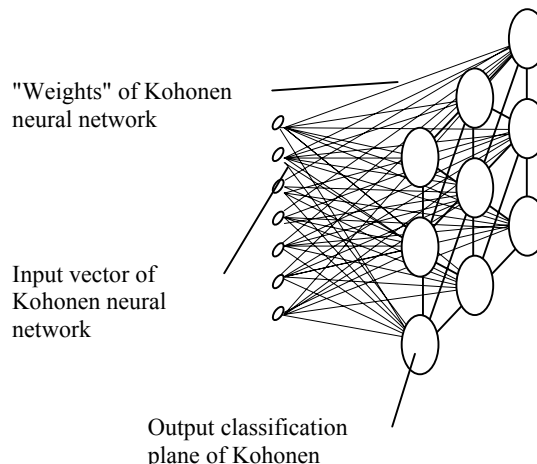 "Weights" of Kohonen
neural network
Input vector of
Kohonen neural
network
Output classification
plane of Kohonen